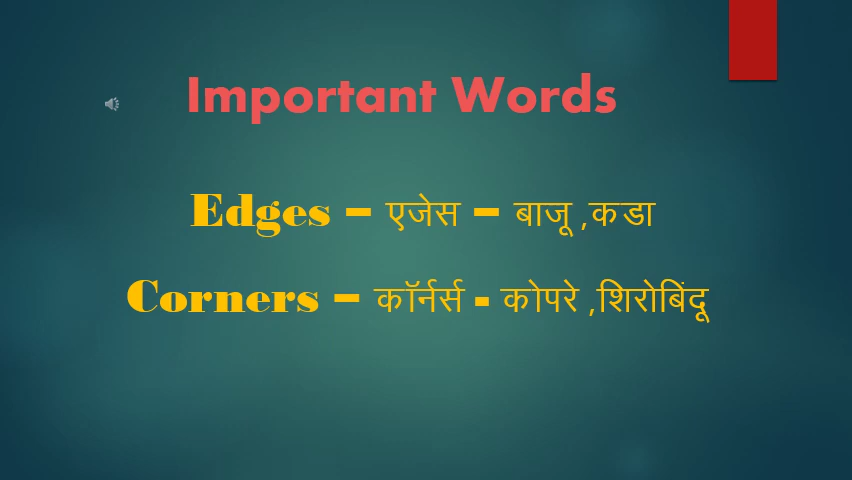 Important Words
Edges – एजेस – बाजू ,कडा
Corners – कॉर्नर्स - कोपरे ,शिरोबिंदू